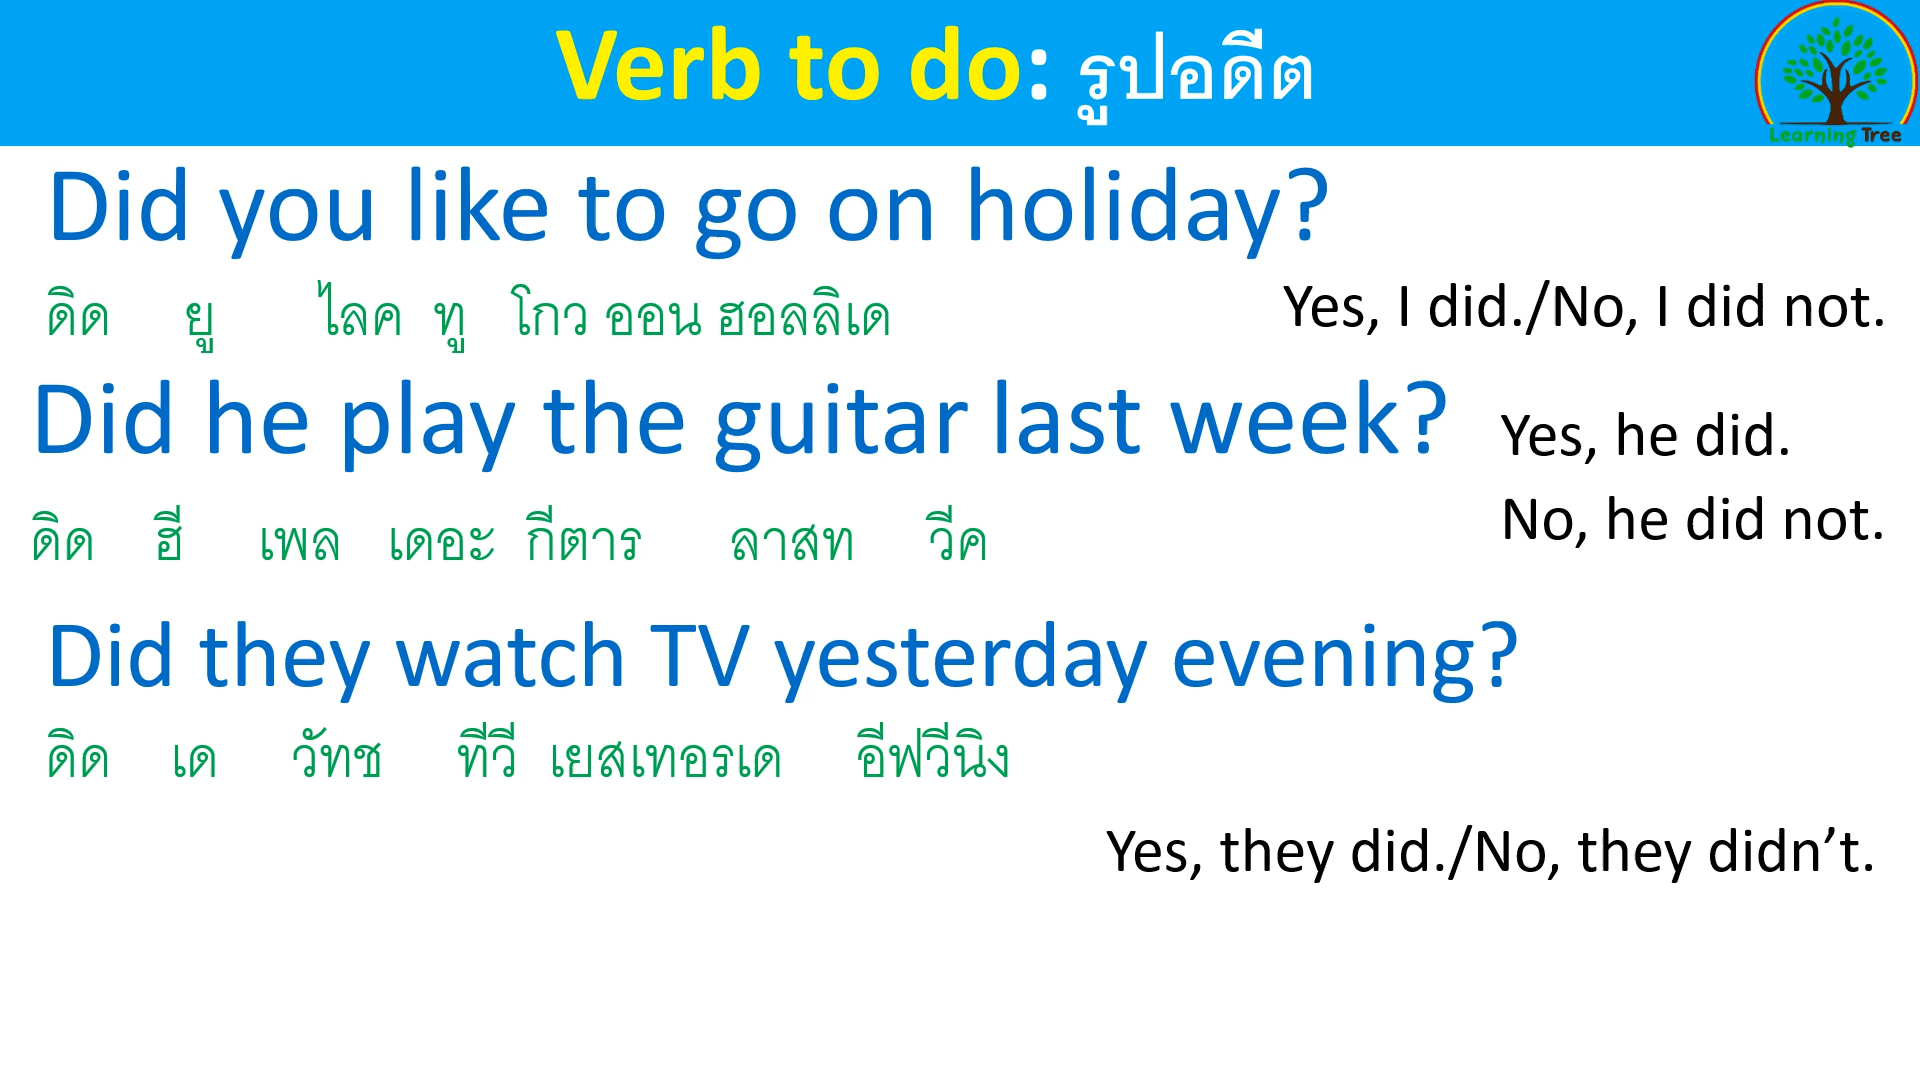 Verb to do: รูปอดีต
Learning Tree
Did you like to go on holiday?
ดิด ยู ไลค ทู โกว ออน ฮอลลิเด
Yes, I did./No, I did not.
Did he play the guitar last week?
Yes, he did.
No, he did not.
ดิด ฮี เพล เดอะ กีตาร ลาสท วีค
Did they watch TV yesterday evening?
ดิด เด วัทช ทีวี เยสเทอรเด อีฟวีนิง
Yes, they did./No, they didn’t.